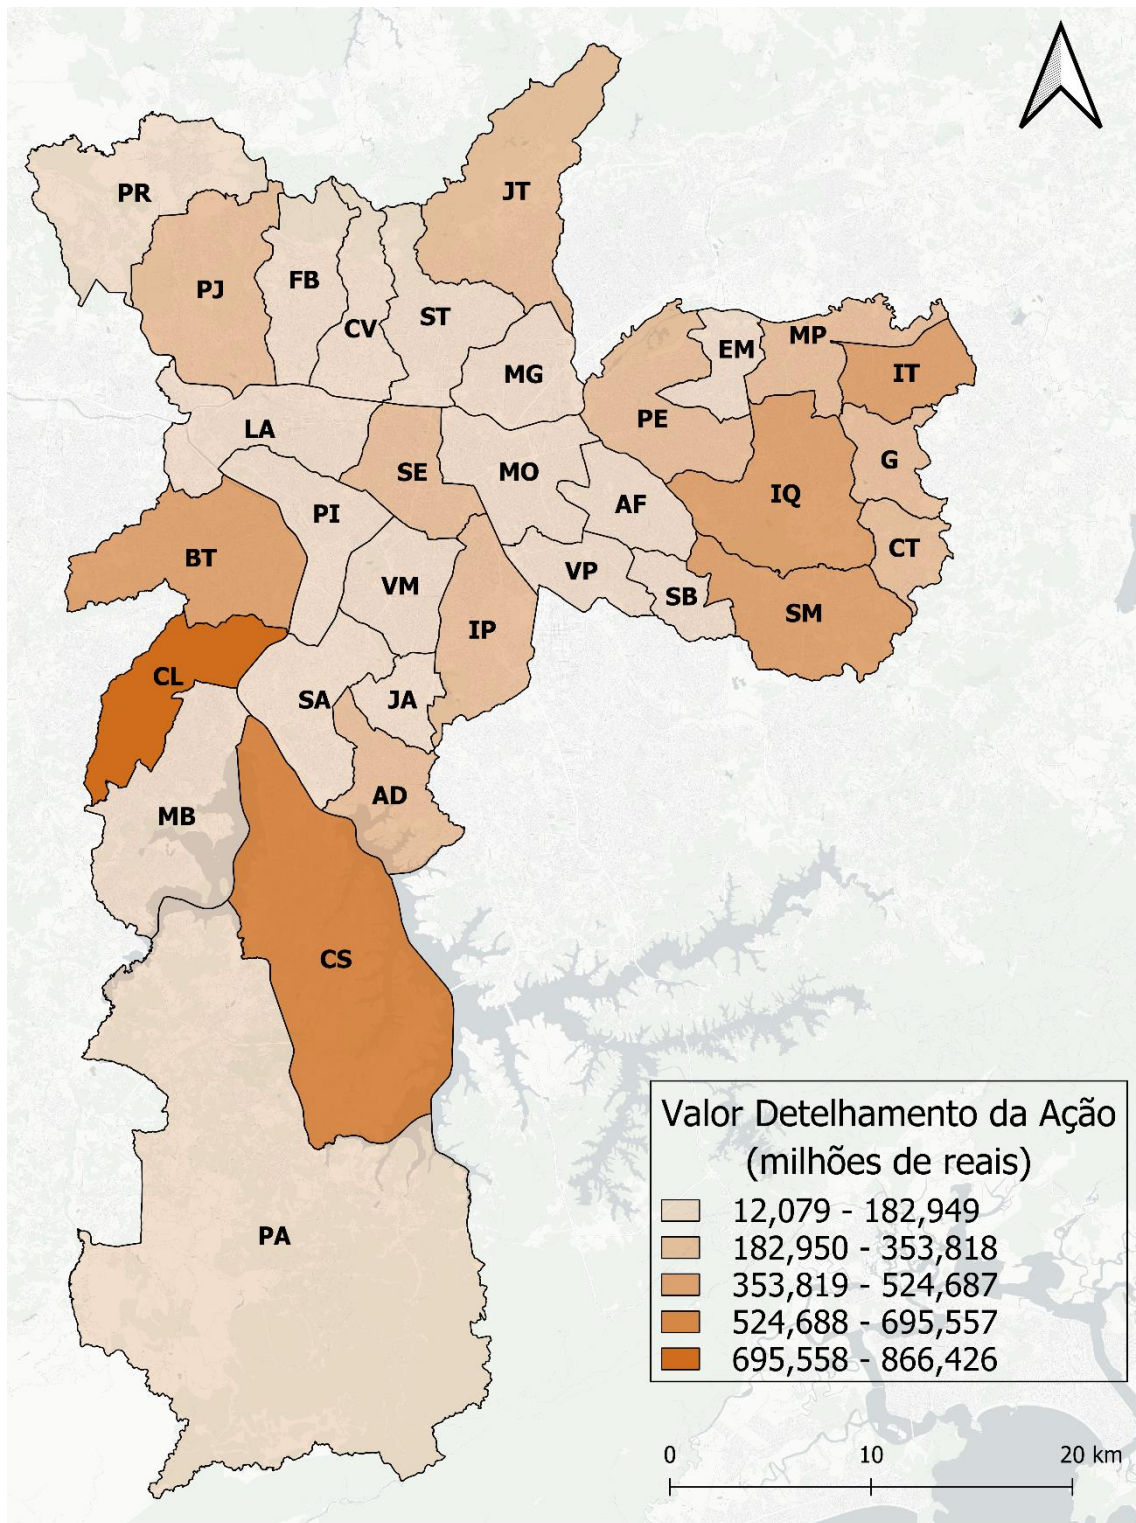 JT
PR
PJ
FB
CV
ST
EM
MP
MG
IT
PE
LA
SE
MO
G
IQ
PI
AF
BT
CT
VM
VP
SB
SM
IP
CL
SA
JA
AD
MB
CS
PA
Valor Detelhamento da Ação
(milhões de reais)
12,079 - 182,949
182,950 - 353,818
353,819 - 524,687
524,688 - 695,557
695,558 - 866,426
0 10 20 km